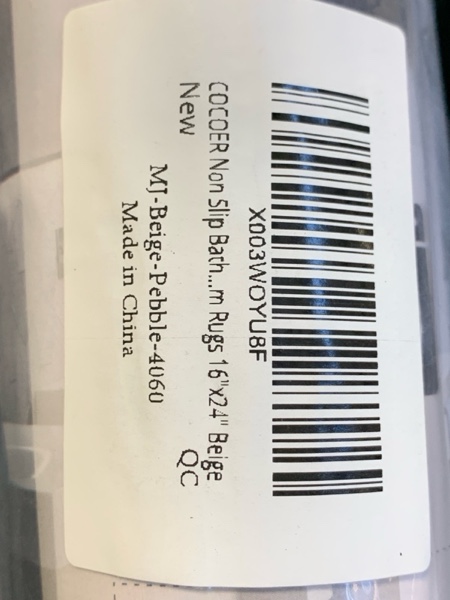 X003WOYU8F
COCOER Non Slip Bath...m Rugs 16"x24" Beige
New
QC
MJ-Beige-Pebble-4060
Made in China